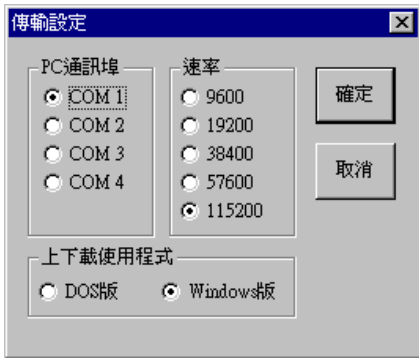 傳輸設定
PC通訊埠
COM 1
COM 2
COM 3
COM 4
速率
9600
19200
38400
57600
115200
確定
取消
上下載使用程式
DOS版
Windows版